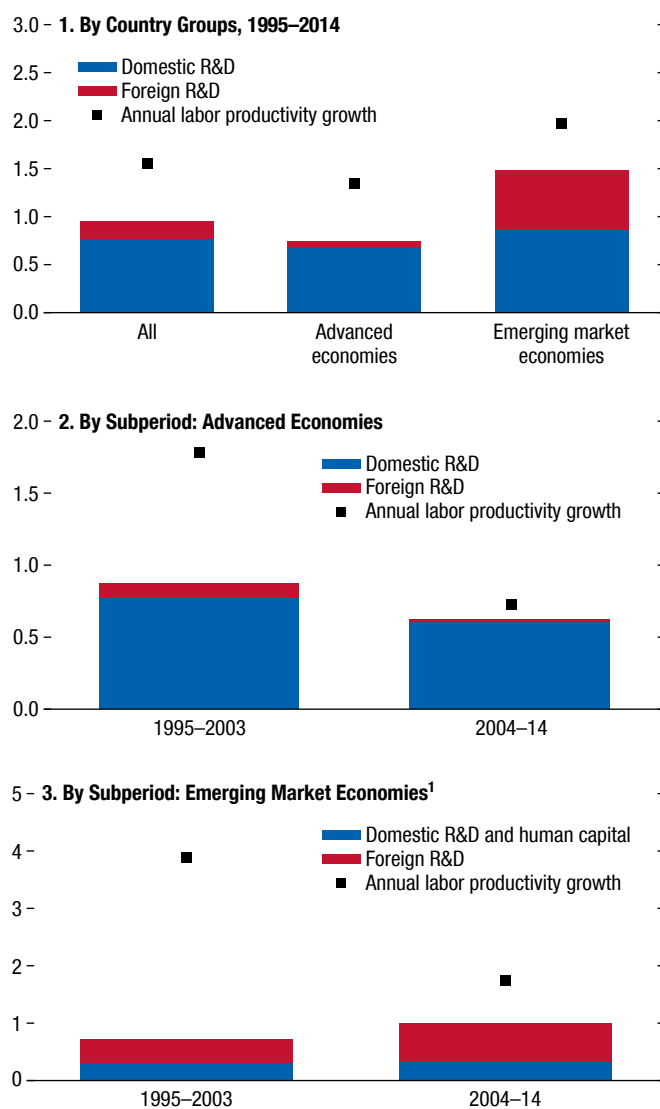 1. By Country Groups, 1995–2014
3.0
2.5
2.0
1.5
1.0
0.5
0.0
Domestic R&D
Foreign R&D
Annual labor productivity growth
All
Advanced
economies
Emerging market
economies
2. By Subperiod: Advanced Economies
2.0
1.5
1.0
0.5
0.0
Domestic R&D
Foreign R&D
Annual labor productivity growth
1995–2003
2004–14
3. By Subperiod: Emerging Market Economies¹
5
4
3
2
1
0
Domestic R&D and human capital
Foreign R&D
Annual labor productivity growth
1995–2003
2004–14